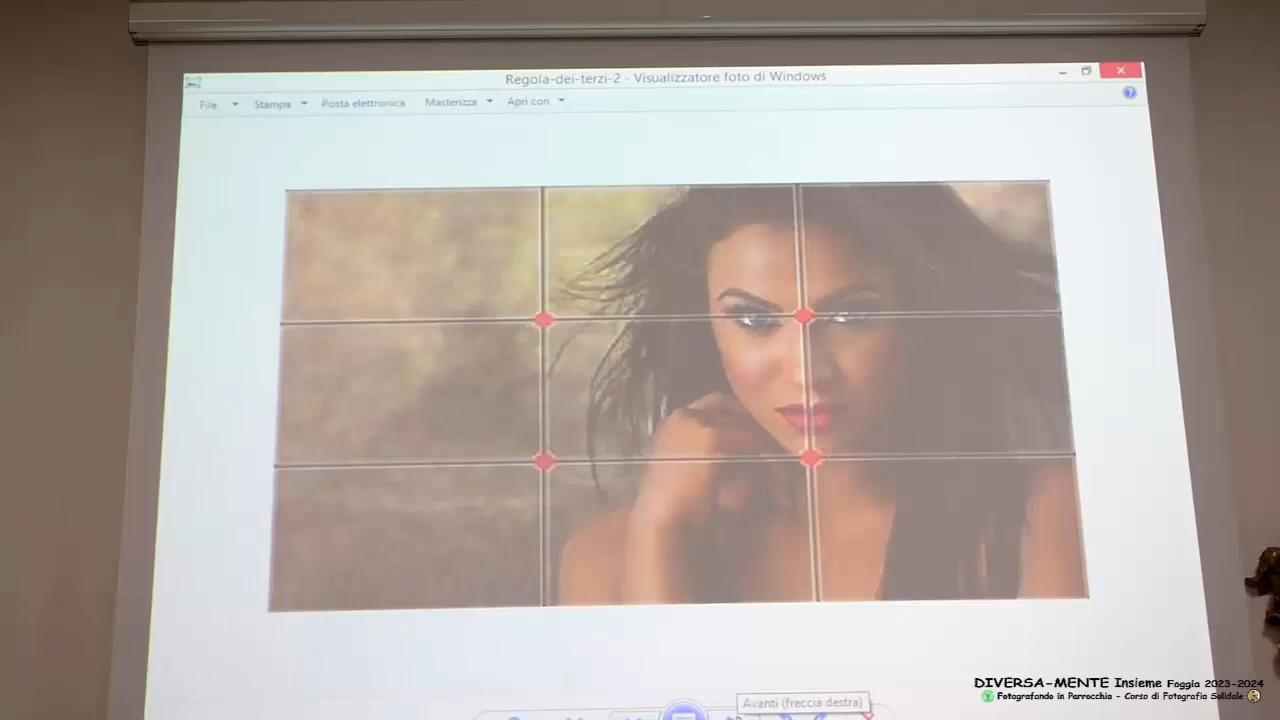 Regola-dei-terzi-2 - Visualizzatore foto di Windows
File Stampa Posta elettronica Masterizza Apri con
Avanti (freccia destra)
DIVERSA-MENTE Insieme Foggia 2023-2024
Fotografando in Parrocchia - Corso di Fotografia Solidale